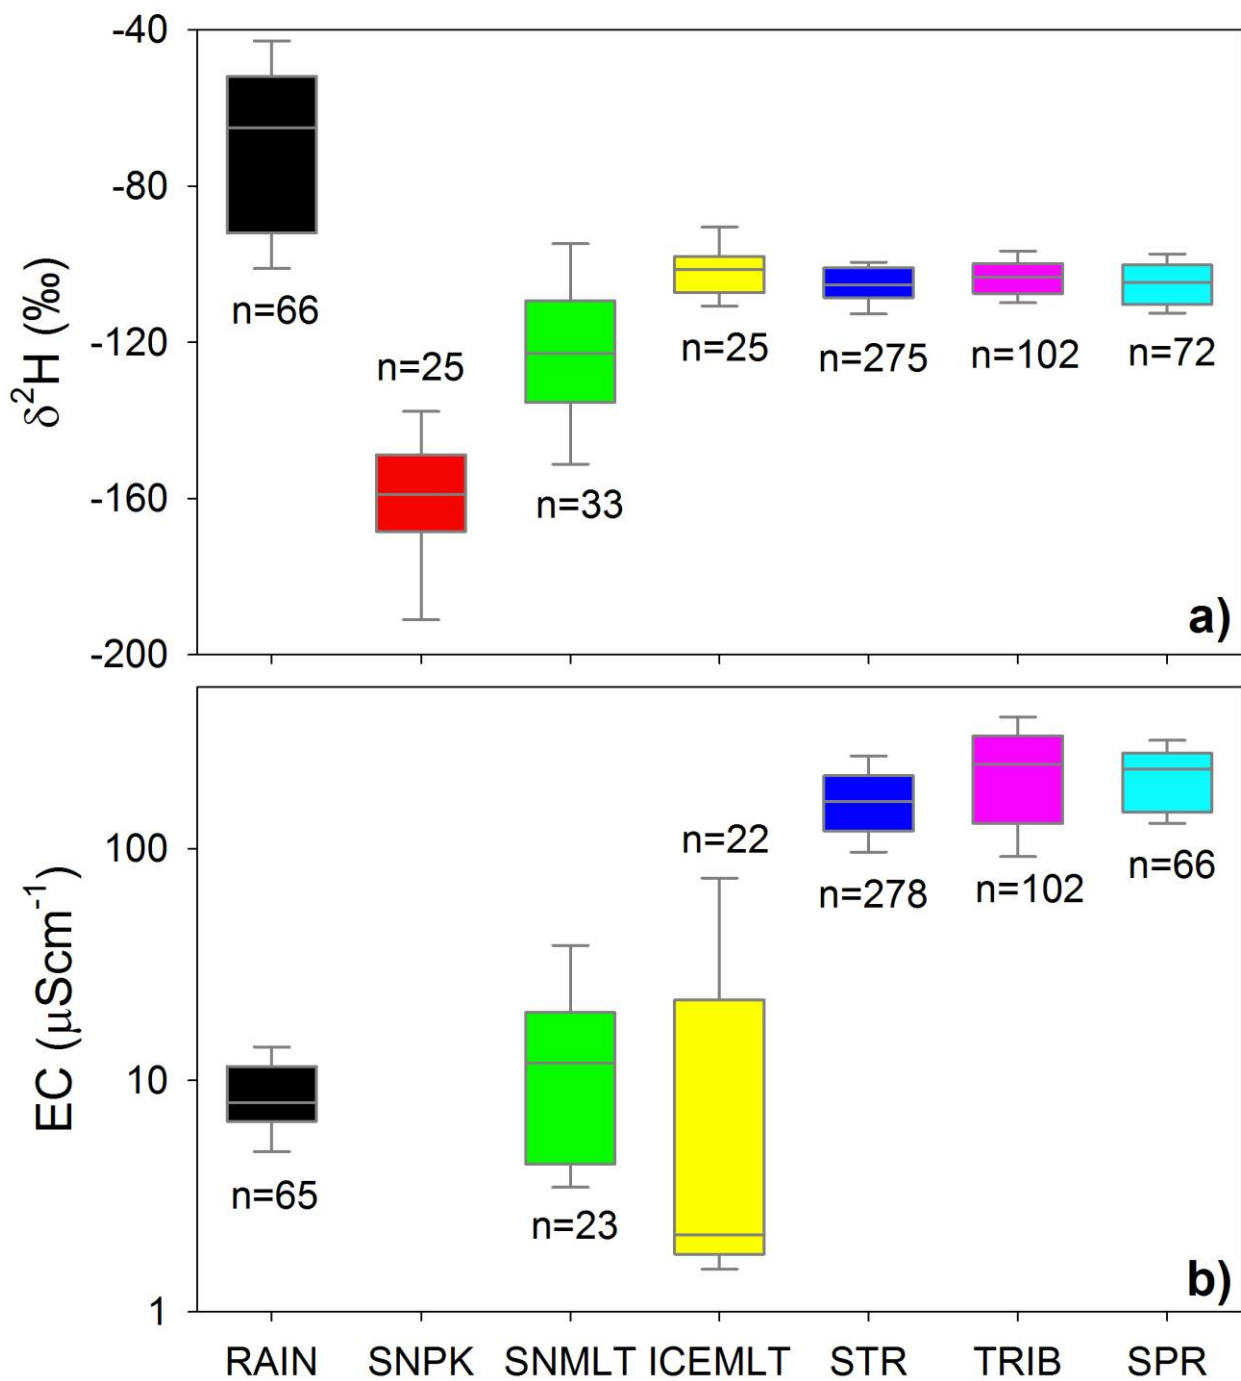 -40
-80
-120
-160
-200
δ²H (‰)
n=66
n=25
n=33
n=25
n=275
n=102
n=72
a)
100
10
1
EC (μScm⁻¹)
n=65
n=23
n=22
n=278
n=102
n=66
b)
RAIN SNPK SNMLT ICEMLT STR TRIB SPR